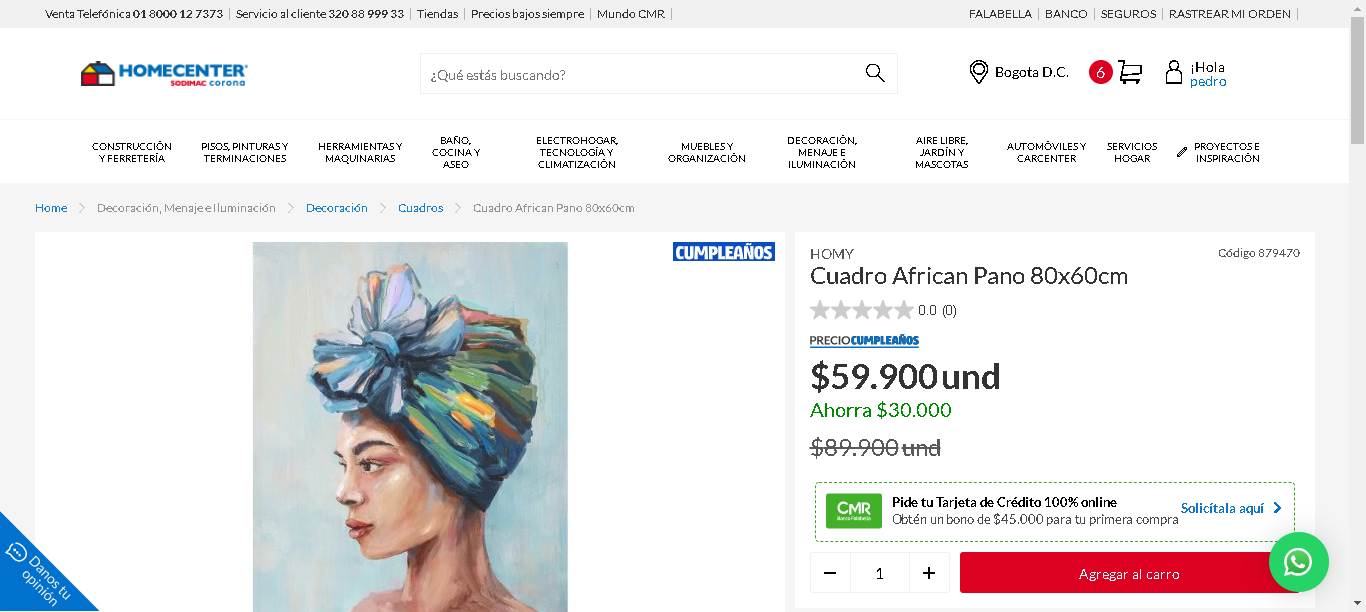 Venta Telefónica 01 8000 12 7373 | Servicio al cliente 320 88 999 33 | Tiendas | Precios bajos siempre | Mundo CMR | FALABELLA | BANCO | SEGUROS | RASTREAR MI ORDEN |
HOMECENTER
SODIMAC corona
¿Qué estás buscando?
Bogota D.C.
6
¡Hola
pedro
CONSTRUCCIÓN
Y FERRETERÍA
PISOS, PINTURAS Y
TERMINACIONES
HERRAMIENTAS Y
MAQUINARIAS
BAÑO,
COCINA Y
ASEO
ELECTROHOGAR,
TECNOLOGÍA Y
CLIMATIZACIÓN
MUEBLES Y
ORGANIZACIÓN
DECORACIÓN,
MENAJE E
ILUMINACIÓN
AIRE LIBRE,
JARDÍN Y
MASCOTAS
AUTOMÓVILES Y
CARCENTER
SERVICIOS
HOGAR
PROYECTOS E
INSPIRACIÓN
Home > Decoración, Menaje e Iluminación > Decoración > Cuadros > Cuadro African Pano 80x60cm
CUMPLEAÑOS
HOMY
Código 879470
Cuadro African Pano 80x60cm
0.0 (0)
PRECIOCUMPLEAÑOS
$59.900 und
Ahorra $30.000
$89.900 und
CMR
Banco Falabella
Pide tu Tarjeta de Crédito 100% online
Obtén un bono de $45.000 para tu primera compra
Solicítala aquí
− 1 +
Agregar al carro
Danos tu
opinión